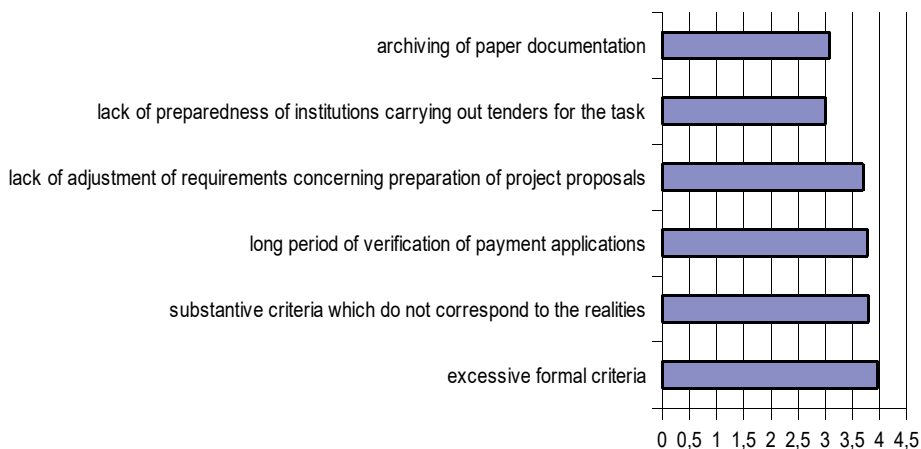 archiving of paper documentation
lack of preparedness of institutions carrying out tenders for the task
lack of adjustment of requirements concerning preparation of project proposals
long period of verification of payment applications
substantive criteria which do not correspond to the realities
excessive formal criteria
0 0,5 1 1,5 2 2,5 3 3,5 4 4,5